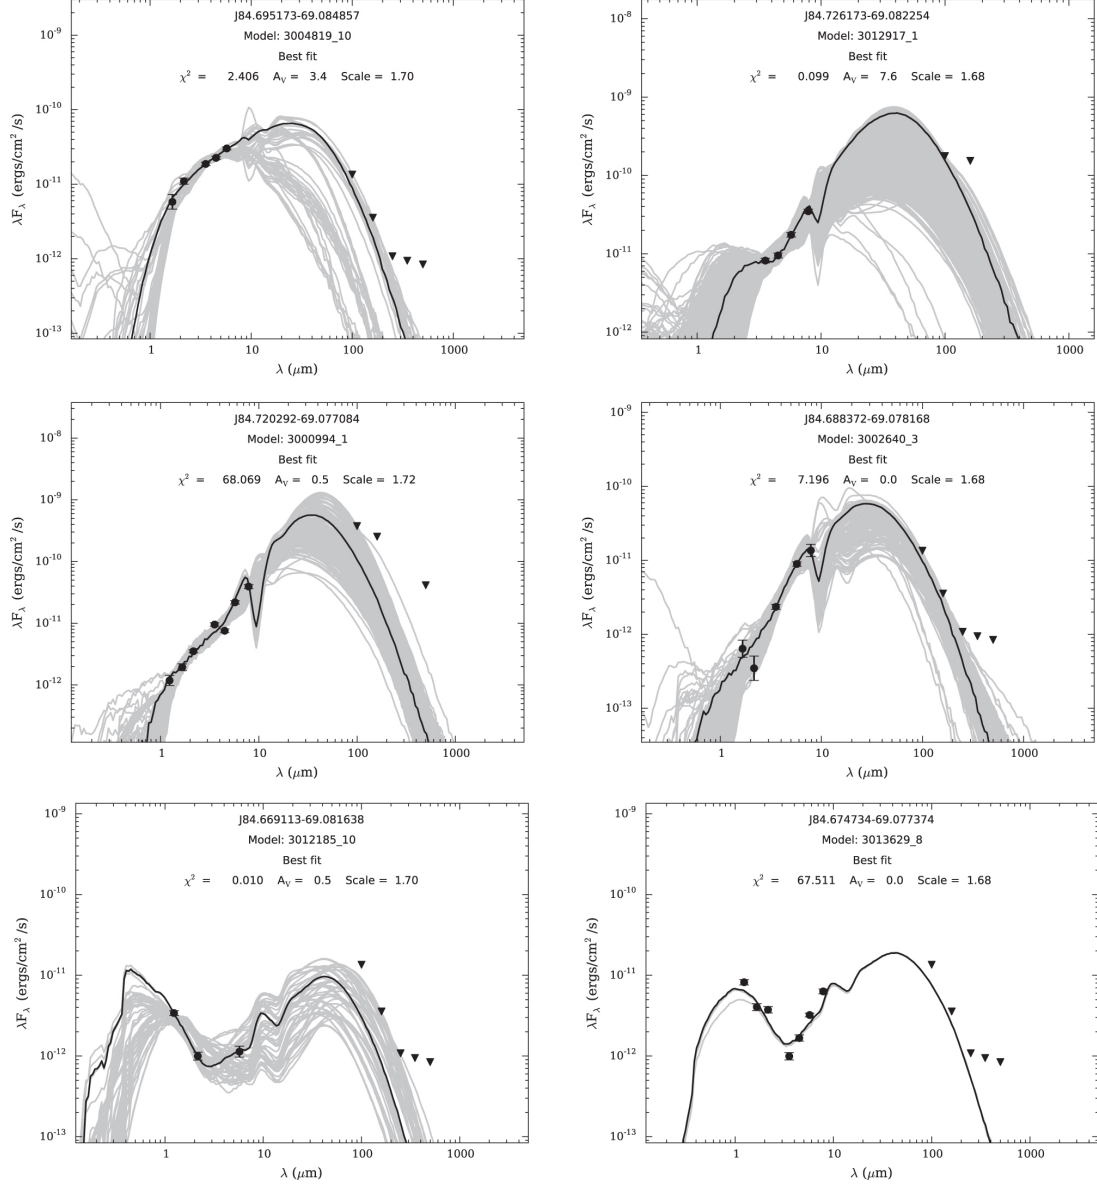 J84.695173-69.084857
Model: 3004819_10
Best fit
χ² = 2.406 A_V = 3.4 Scale = 1.70
10⁻⁹
10⁻¹⁰
10⁻¹¹
10⁻¹²
10⁻¹³
λF_λ (ergs/cm² /s)
1 10 100 1000
λ (μm)
J84.726173-69.082254
Model: 3012917_1
Best fit
χ² = 0.099 A_V = 7.6 Scale = 1.68
10⁻⁸
10⁻⁹
10⁻¹⁰
10⁻¹¹
10⁻¹²
λF_λ (ergs/cm² /s)
1 10 100 1000
λ (μm)
J84.720292-69.077084
Model: 3000994_1
Best fit
χ² = 68.069 A_V = 0.5 Scale = 1.72
10⁻⁸
10⁻⁹
10⁻¹⁰
10⁻¹¹
10⁻¹²
λF_λ (ergs/cm² /s)
1 10 100 1000
λ (μm)
J84.688372-69.078168
Model: 3002640_3
Best fit
χ² = 7.196 A_V = 0.0 Scale = 1.68
10⁻⁹
10⁻¹⁰
10⁻¹¹
10⁻¹²
10⁻¹³
λF_λ (ergs/cm² /s)
1 10 100 1000
λ (μm)
J84.669113-69.081638
Model: 3012185_10
Best fit
χ² = 0.010 A_V = 0.5 Scale = 1.70
10⁻⁹
10⁻¹⁰
10⁻¹¹
10⁻¹²
10⁻¹³
λF_λ (ergs/cm² /s)
1 10 100 1000
λ (μm)
J84.674734-69.077374
Model: 3013629_8
Best fit
χ² = 67.511 A_V = 0.0 Scale = 1.68
10⁻⁹
10⁻¹⁰
10⁻¹¹
10⁻¹²
10⁻¹³
λF_λ (ergs/cm² /s)
1 10 100 1000
λ (μm)